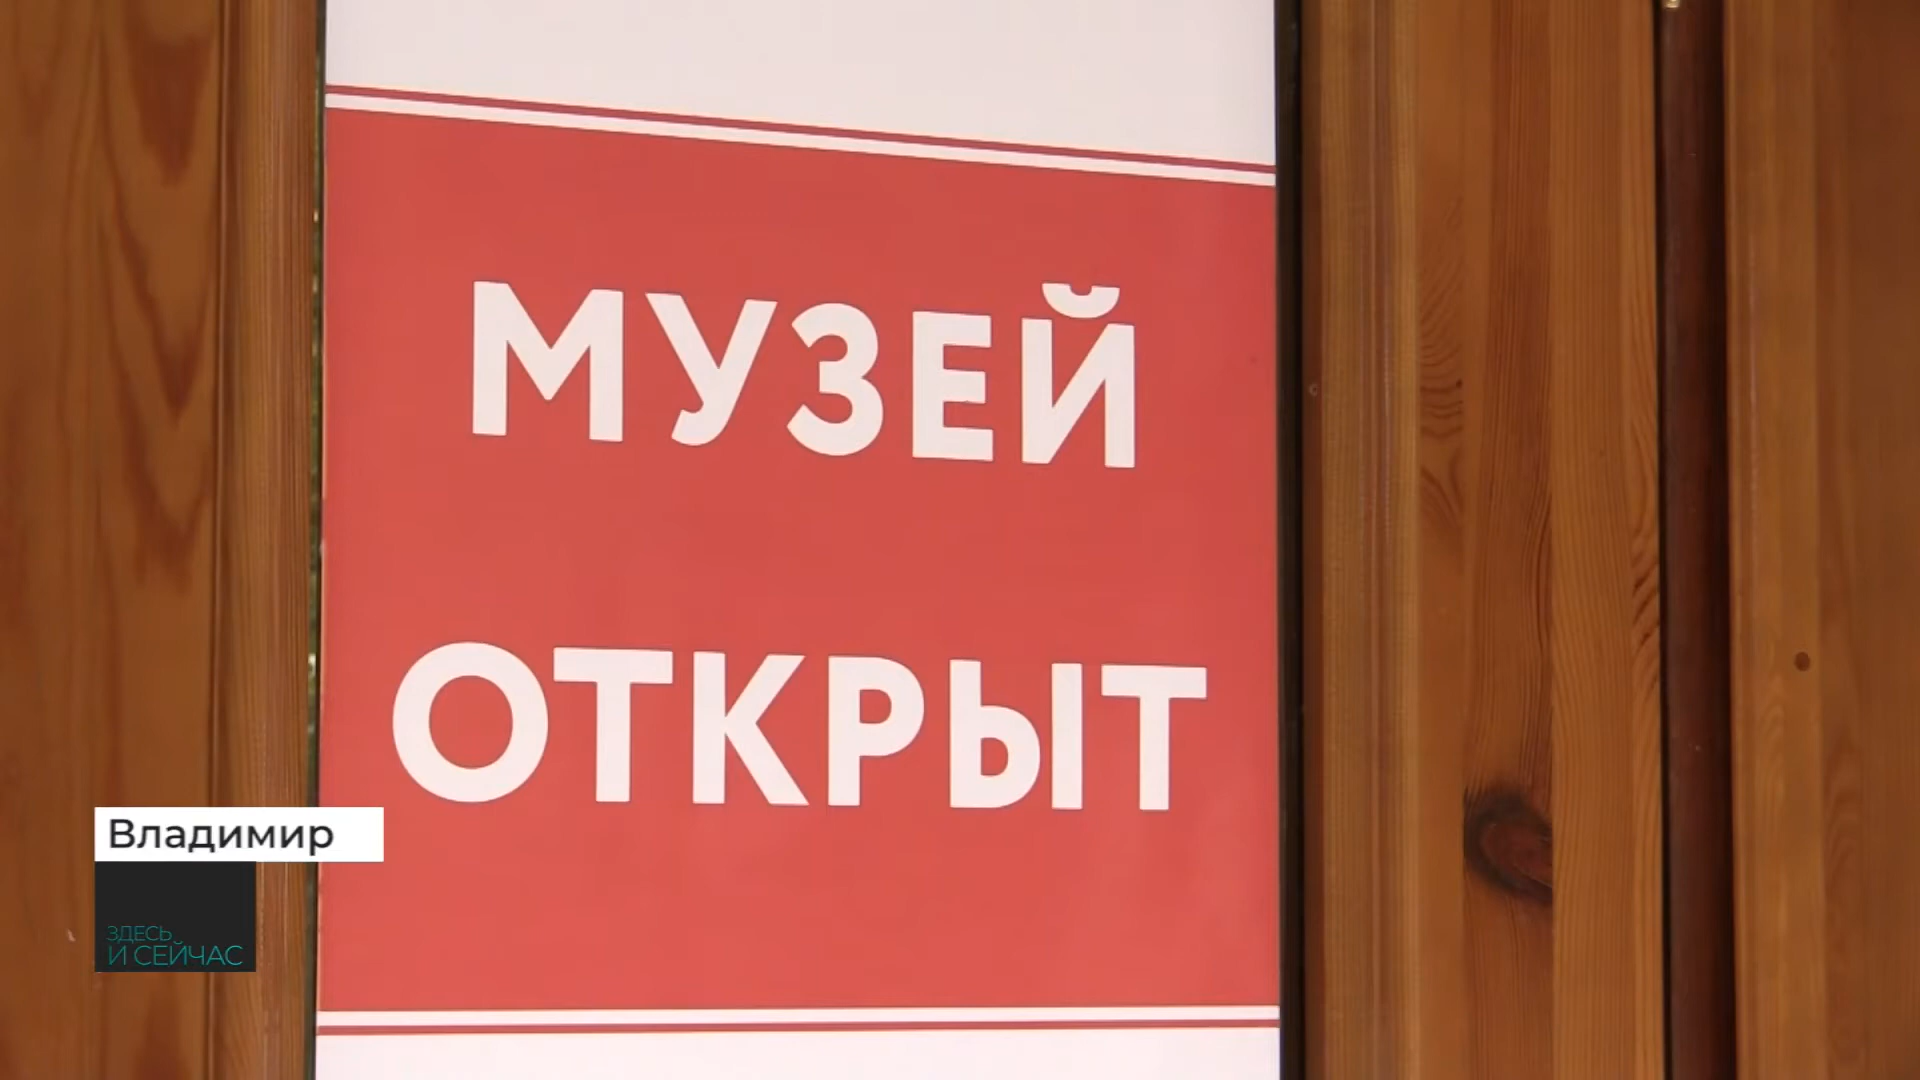 МУЗЕЙ
ОТКРЫТ
Владимир
ЗДЕСЬ
И СЕЙЧАС